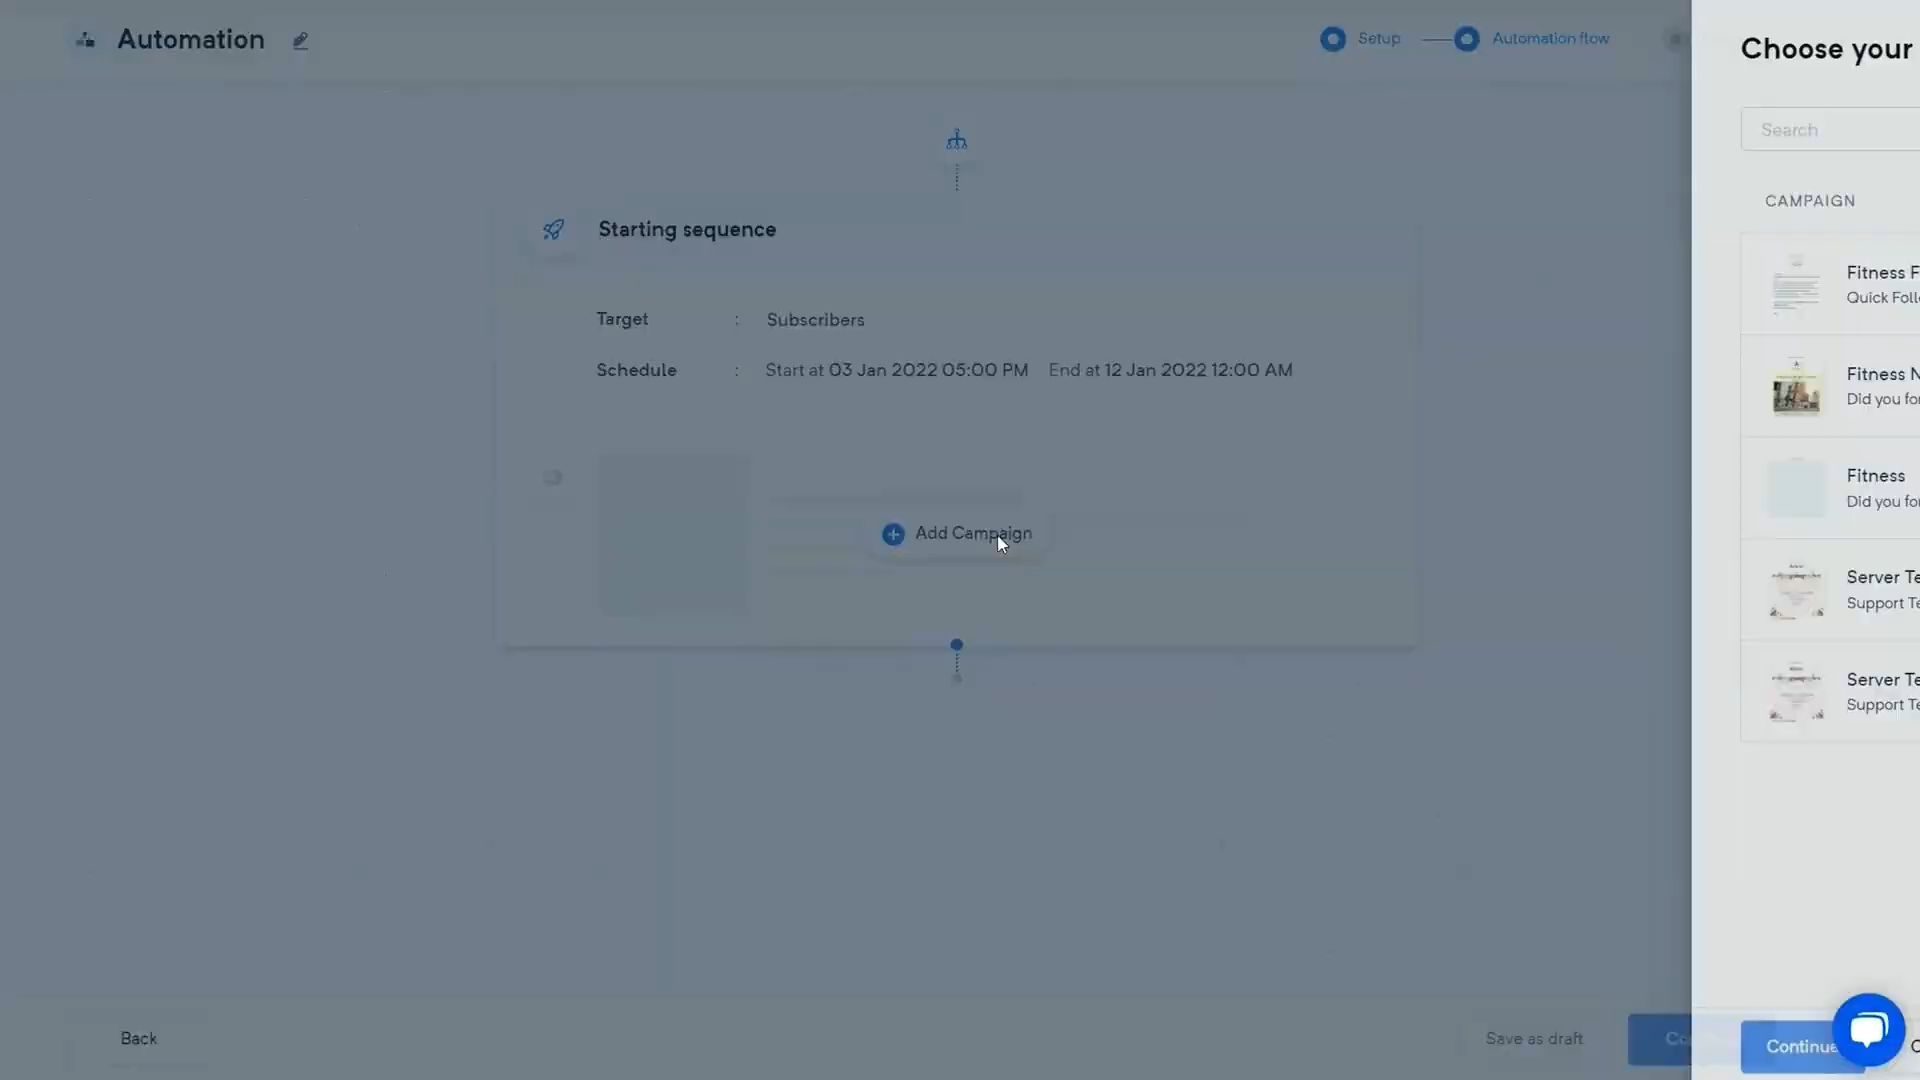 Automation
Setup
Automation flow
Choose your
Search
CAMPAIGN
Starting sequence
Target : Subscribers
Schedule : Start at 03 Jan 2022 05:00 PM End at 12 Jan 2022 12:00 AM
Add Campaign
Fitness F
Quick Foll
Fitness N
Did you fo
Fitness
Did you fo
Server Te
Support Te
Server Te
Support Te
Back
Save as draft
Co
Continue